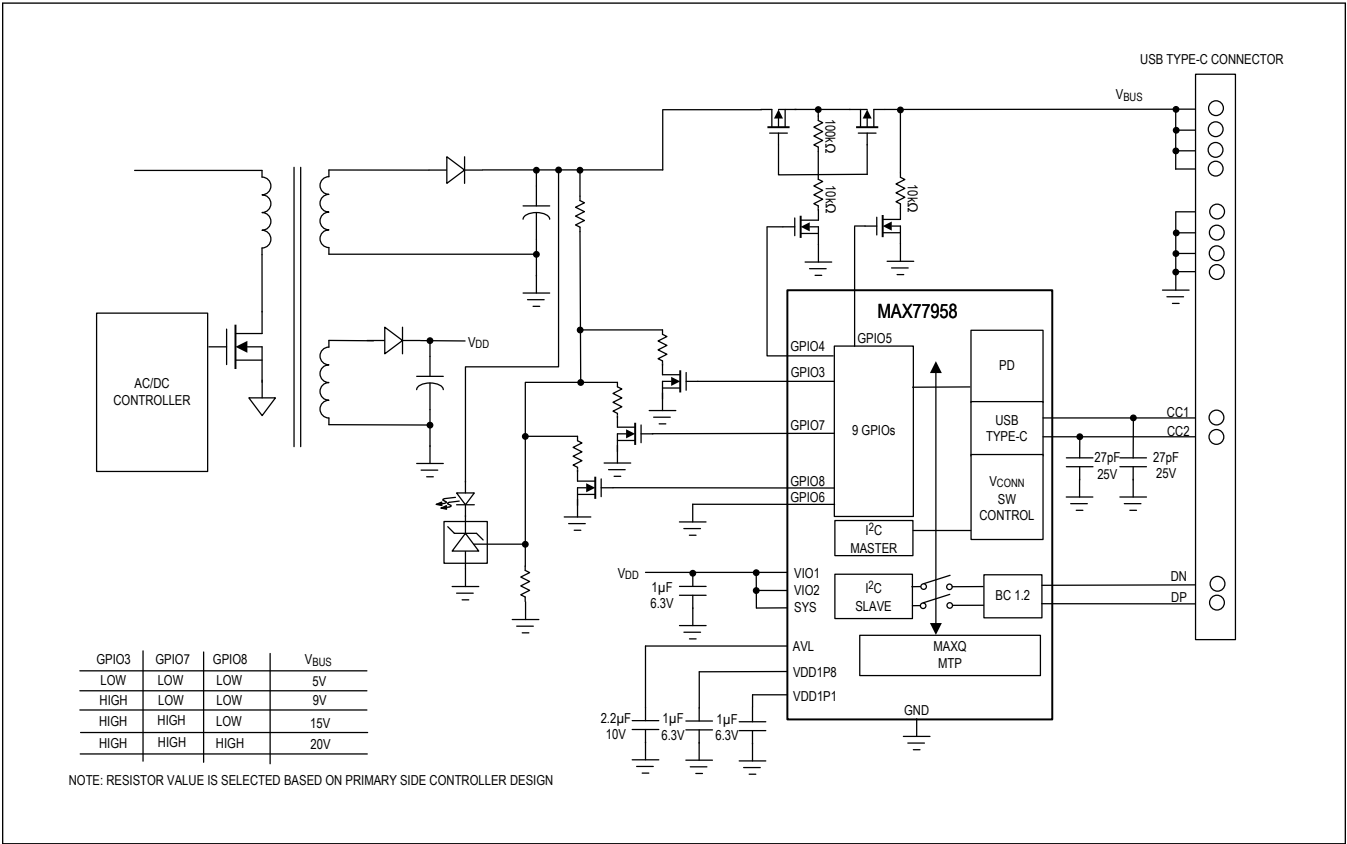 USB TYPE-C CONNECTOR
VBUS
100kΩ
10kΩ
10kΩ
MAX77958
GPIO4
GPIO5
GPIO3
GPIO7
GPIO8
GPIO6
9 GPIOs
PD
USB
TYPE-C
VCONN
SW
CONTROL
CC1
CC2
27pF
25V
27pF
25V
AC/DC
CONTROLLER
VDD
I2C
MASTER
VDD
1µF
6.3V
VIO1
VIO2
SYS
I2C
SLAVE
BC 1.2
DN
DP
AVL
VDD1P8
VDD1P1
MAXQ
MTP
GND
2.2µF
10V
1µF
6.3V
1µF
6.3V
GPIO3 GPIO7 GPIO8 VBUS
LOW LOW LOW 5V
HIGH LOW LOW 9V
HIGH HIGH LOW 15V
HIGH HIGH HIGH 20V
NOTE: RESISTOR VALUE IS SELECTED BASED ON PRIMARY SIDE CONTROLLER DESIGN